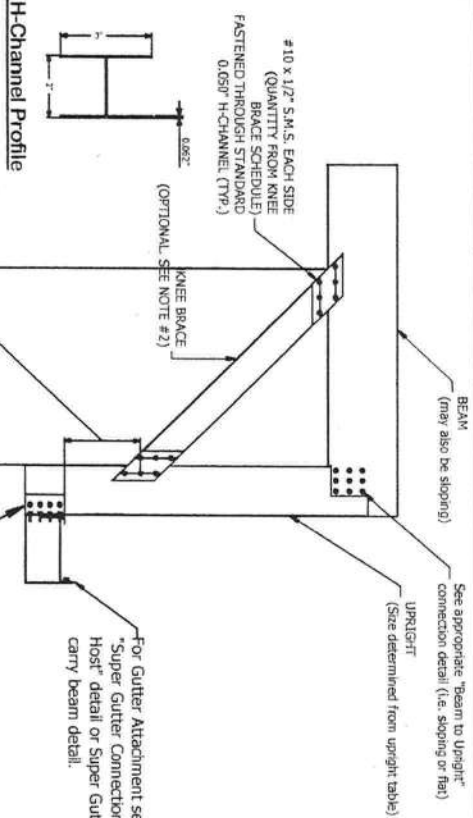 BEAM
(may also be sloping)
See appropriate "Beam to Upright"
connection detail (i.e. sloping or flat)
UPRIGHT
(Size determined from upright table)
#10 x 1/2" S.M.S. EACH SIDE
(QUANTITY FROM KNEE
BRACE SCHEDULE)
FASTENED THROUGH STANDARD
0.050" H-CHANNEL (TYP.)
KNEE BRACE
(OPTIONAL SEE NOTE #2)
3"
2"
0.062"
H-Channel Profile
For Gutter Attachment se
"Super Gutter Connection
Host" detail or Super Gut
carry beam detail.